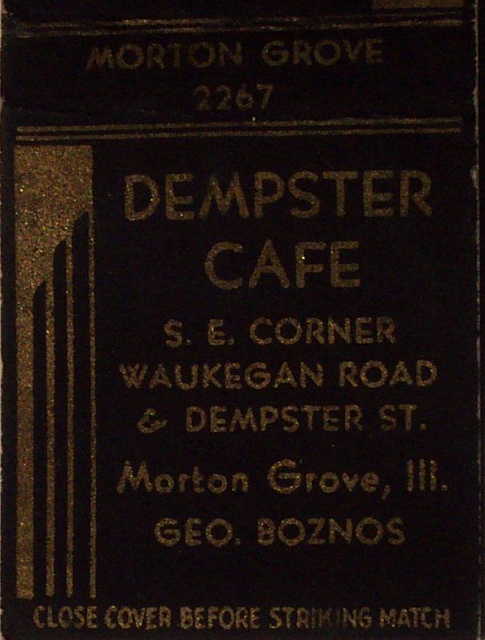 MORTON GROVE
2267
DEMPSTER
CAFE
S. E. CORNER
WAUKEGAN ROAD
& DEMPSTER ST.
Morton Grove, Ill.
GEO. BOZNOS
CLOSE COVER BEFORE STRIKING MATCH